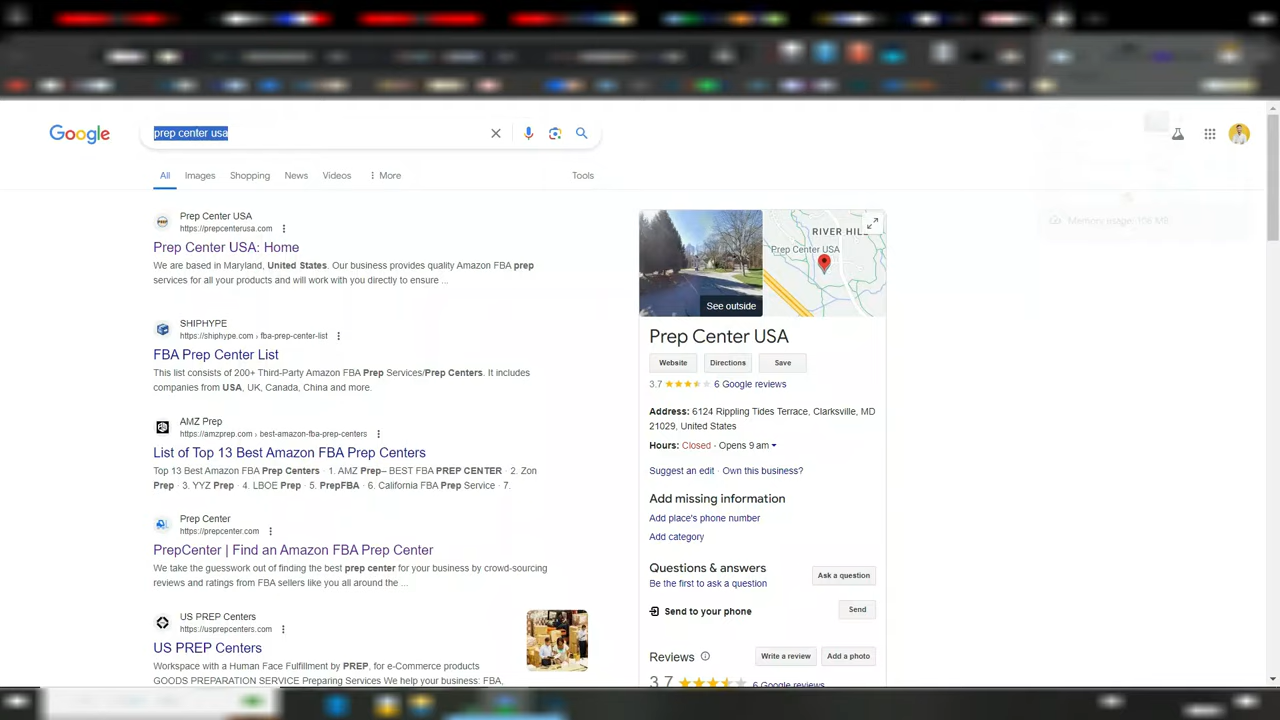 Google
prep center usa
All
Images
Shopping
News
Videos
More
Tools
Prep Center USA
https://prepcenterusa.com
Prep Center USA: Home
We are based in Maryland, United States. Our business provides quality Amazon FBA prep
services for all your products and will work with you directly to ensure ...
SHIPHYPE
https://shiphype.com › fba-prep-center-list
FBA Prep Center List
This list consists of 200+ Third-Party Amazon FBA Prep Services/Prep Centers. It includes
companies from USA, UK, Canada, China and more.
AMZ Prep
https://amzprep.com › best-amazon-fba-prep-centers
List of Top 13 Best Amazon FBA Prep Centers
Top 13 Best Amazon FBA Prep Centers · 1. AMZ Prep– BEST FBA PREP CENTER · 2. Zon
Prep · 3. YYZ Prep · 4. LBOE Prep · 5. PrepFBA · 6. California FBA Prep Service · 7.
Prep Center
https://prepcenter.com
PrepCenter | Find an Amazon FBA Prep Center
We take the guesswork out of finding the best prep center for your business by crowd-sourcing
reviews and ratings from FBA sellers like you all around the ...
US PREP Centers
https://usprepcenters.com
US PREP Centers
Workspace with a Human Face Fulfillment by PREP, for e-Commerce products
GOODS PREPARATION SERVICE Preparing Services We help your business: FBA,
RIVER HIL
Prep Center USA
See outside
Prep Center USA
Website
Directions
Save
3.7
6 Google reviews
Address: 6124 Rippling Tides Terrace, Clarksville, MD
21029, United States
Hours: Closed · Opens 9 am
Suggest an edit · Own this business?
Add missing information
Add place's phone number
Add category
Questions & answers
Be the first to ask a question
Ask a question
Send to your phone
Send
Reviews
Write a review
Add a photo
3.7
6 Google reviews
Memory usage: 156 MB